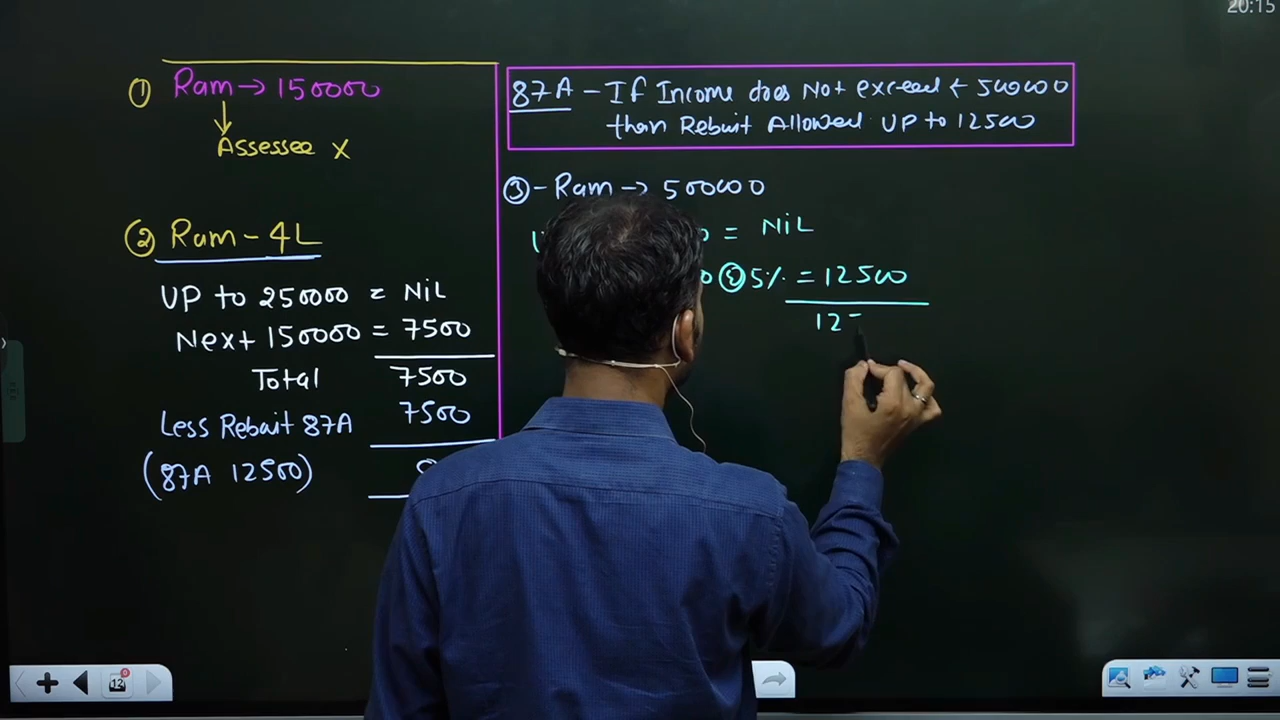 20:15
① Ram → 150000
Assessee X
② Ram - 4L
UP to 250000 = NiL
Next 150000 = 7500
Total 7500
Less Rebait 87A 7500
(87A 12500)
87A - If Income does Not exceed ₹ 500000
then Rebait Allowed UP to 12500
③ - Ram → 500000
= NiL
5% = 12500
12
12